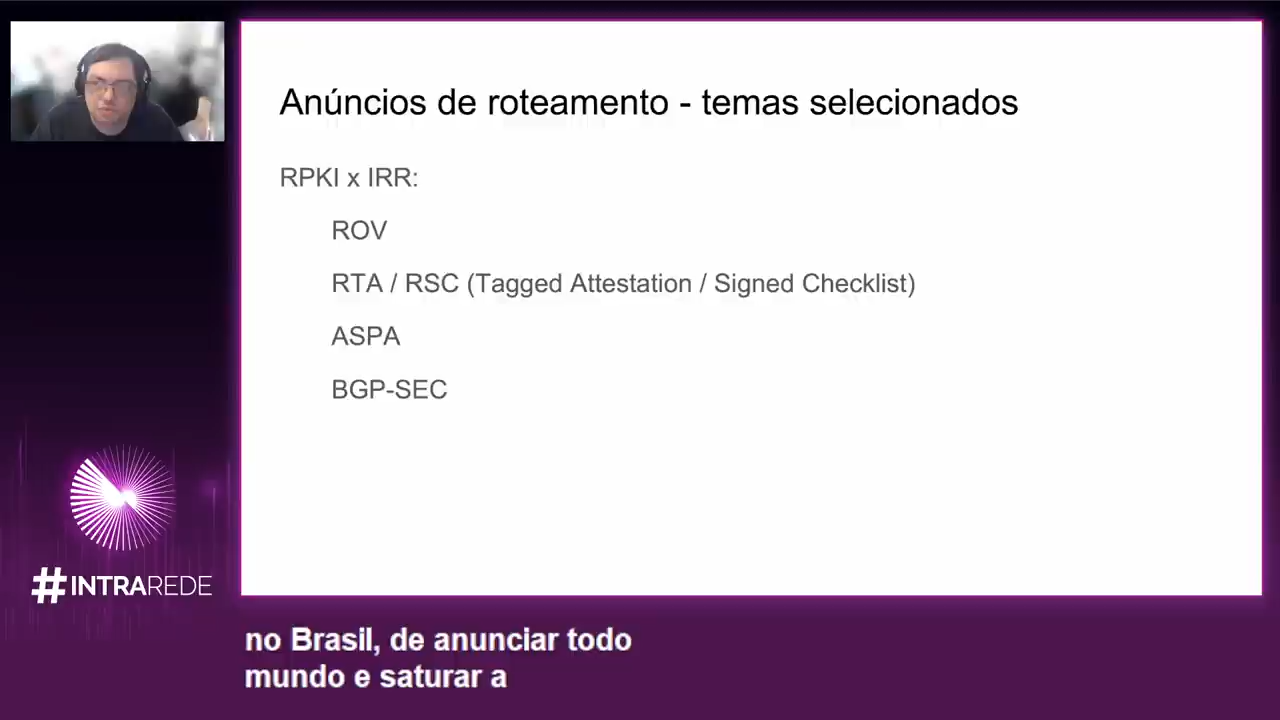 Anúncios de roteamento - temas selecionados
RPKI x IRR:
ROV
RTA / RSC (Tagged Attestation / Signed Checklist)
ASPA
BGP-SEC
#INTRAREDE
no Brasil, de anunciar todo
mundo e saturar a